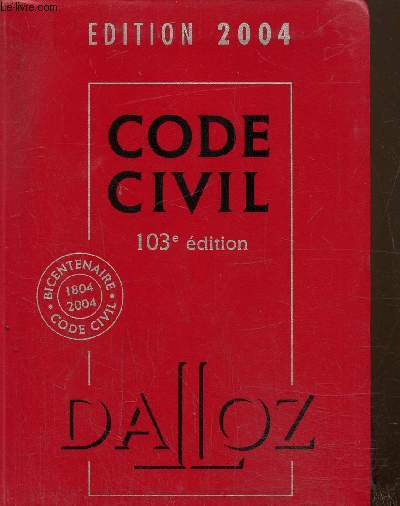 Le-livre.com
EDITION 2004
CODE
CIVIL
103e édition
BICENTENAIRE
1804
2004
CODE CIVIL
DALLOZ